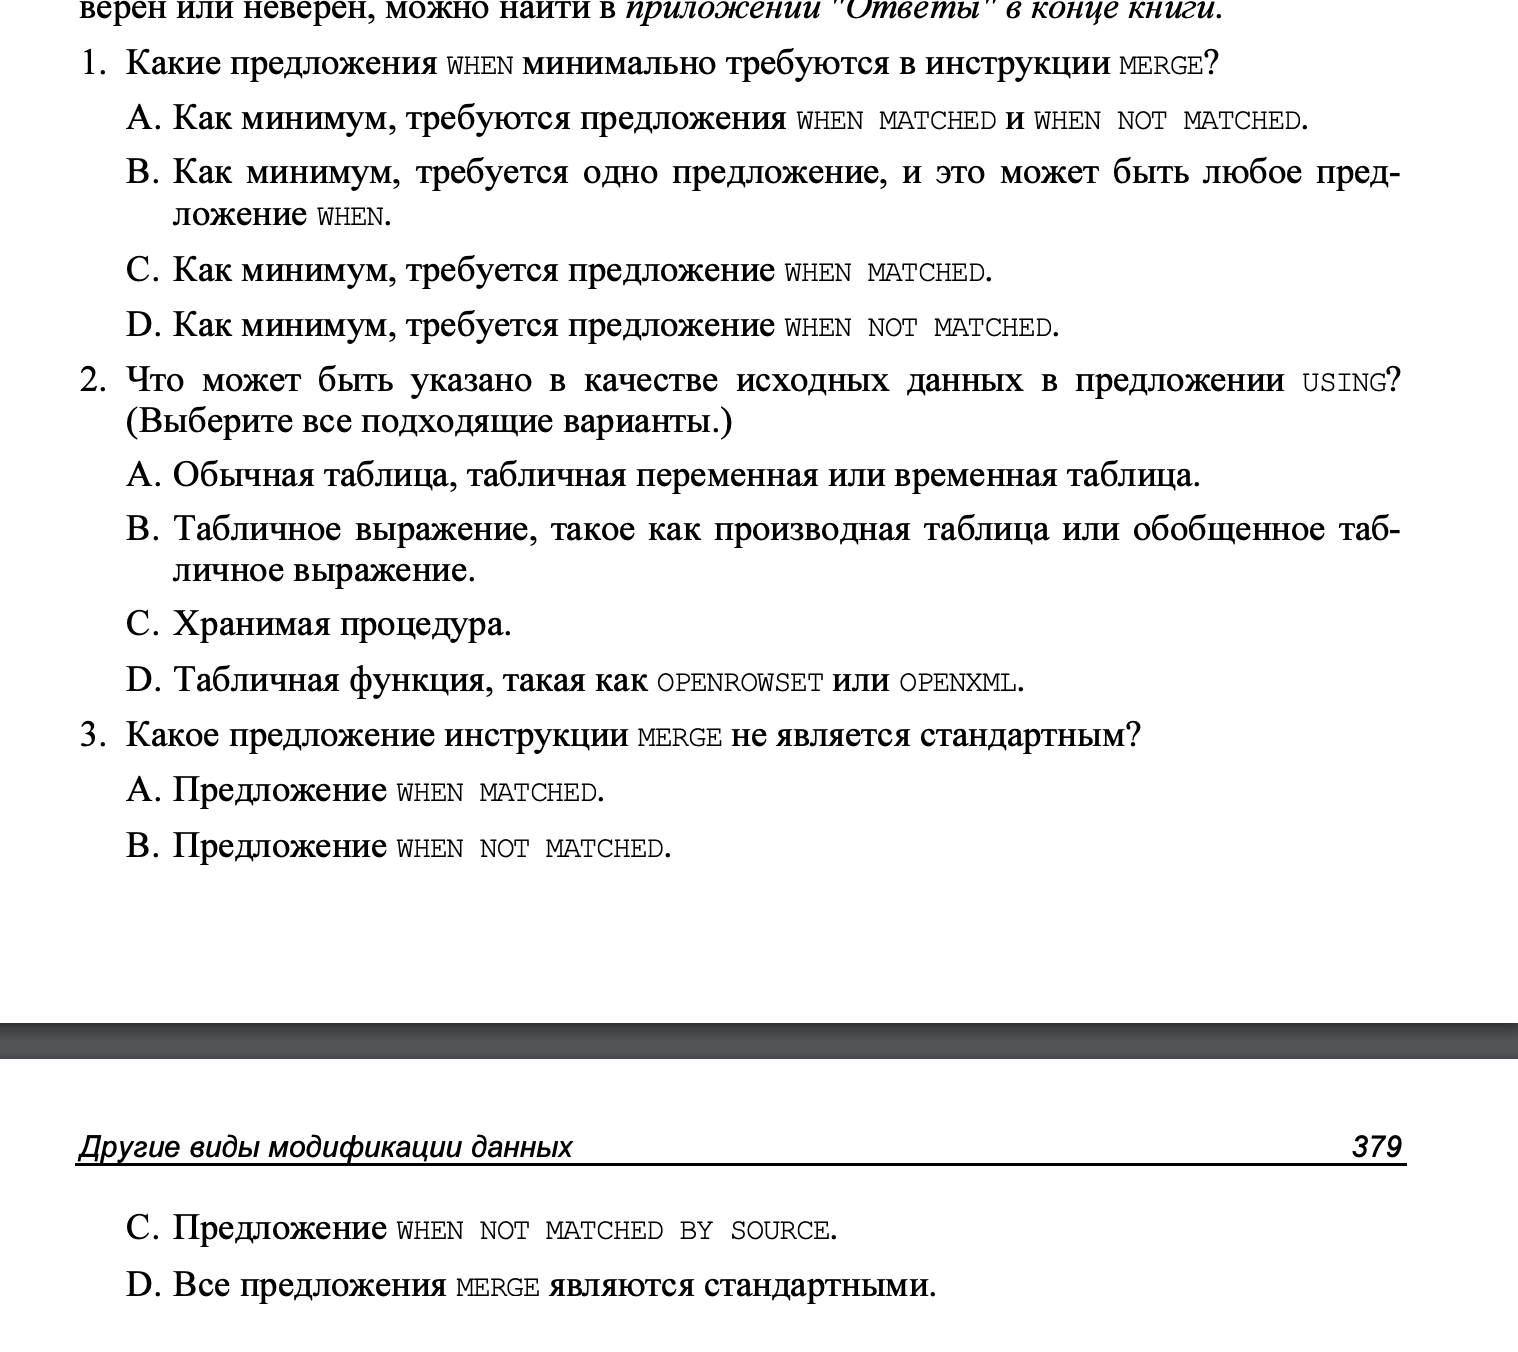 верен или неверен, можно найти в приложении "Ответы" в конце книги.
1. Какие предложения WHEN минимально требуются в инструкции MERGE?
A. Как минимум, требуются предложения WHEN MATCHED и WHEN NOT MATCHED.
B. Как минимум, требуется одно предложение, и это может быть любое пред-
ложение WHEN.
C. Как минимум, требуется предложение WHEN MATCHED.
D. Как минимум, требуется предложение WHEN NOT MATCHED.
2. Что может быть указано в качестве исходных данных в предложении USING?
(Выберите все подходящие варианты.)
A. Обычная таблица, табличная переменная или временная таблица.
B. Табличное выражение, такое как производная таблица или обобщенное таб-
личное выражение.
C. Хранимая процедура.
D. Табличная функция, такая как OPENROWSET или OPENXML.
3. Какое предложение инструкции MERGE не является стандартным?
A. Предложение WHEN MATCHED.
B. Предложение WHEN NOT MATCHED.
Другие виды модификации данных 379
C. Предложение WHEN NOT MATCHED BY SOURCE.
D. Все предложения MERGE являются стандартными.